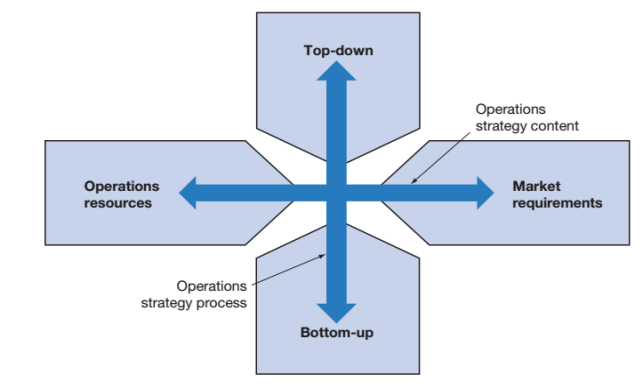 Top-down
Operations
strategy content
Operations
resources
Market
requirements
Operations
strategy process
Bottom-up